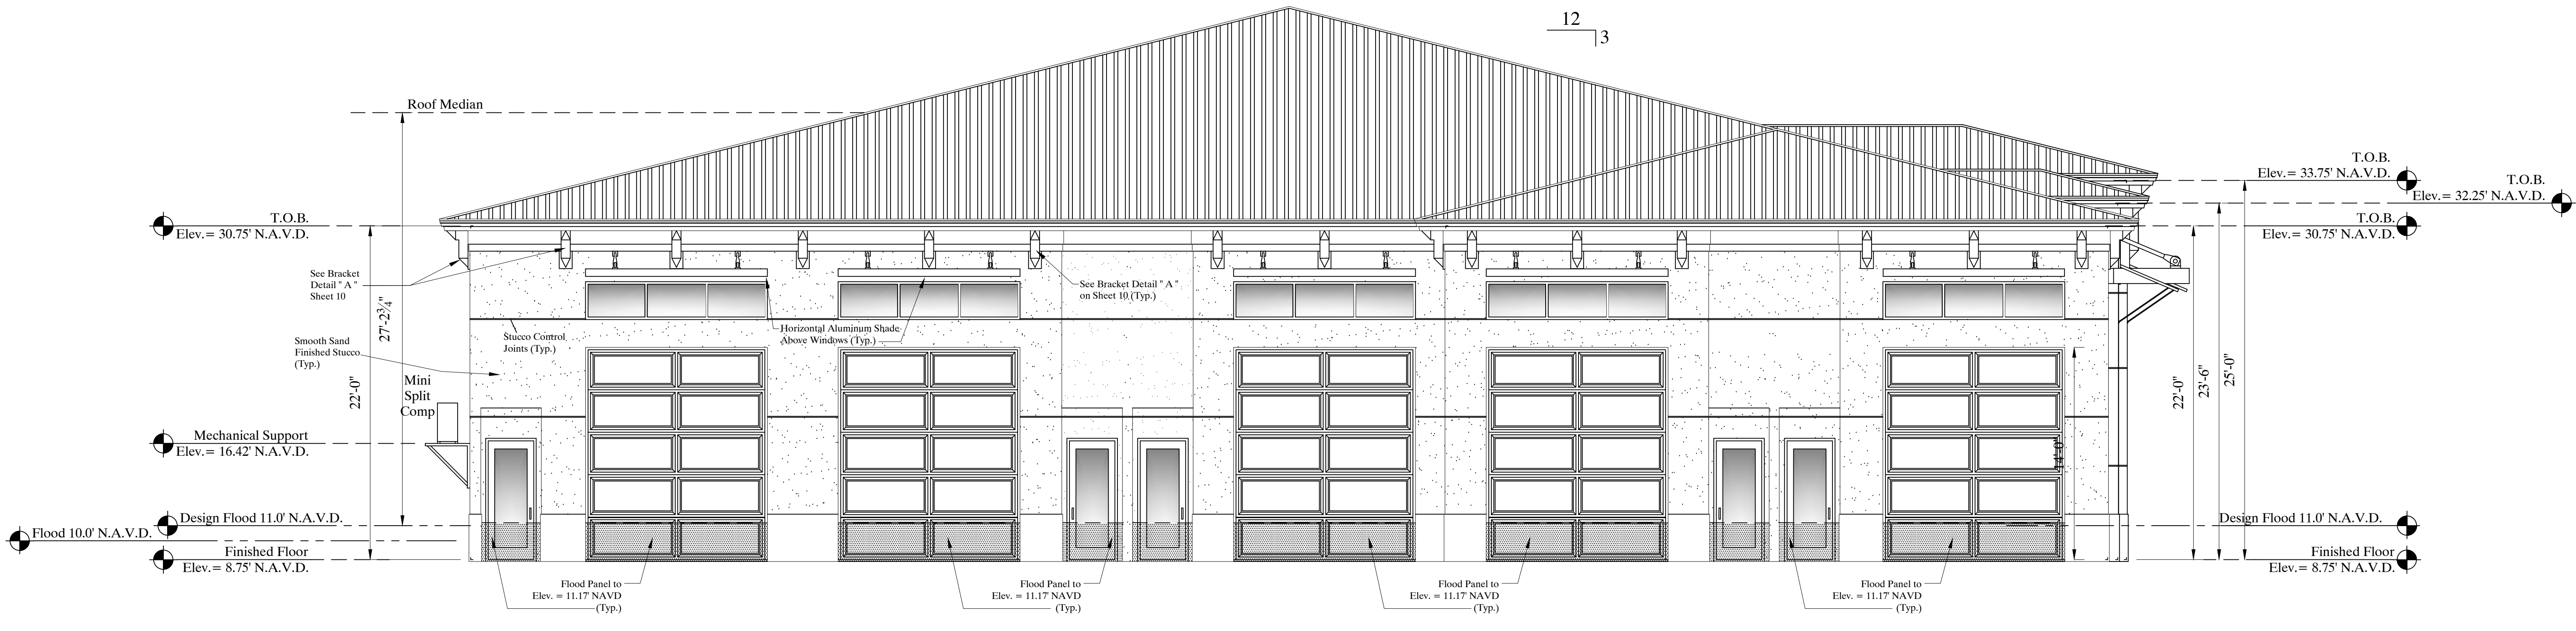 12
3
Roof Median
T.O.B.
Elev.= 33.75' N.A.V.D.
T.O.B.
Elev.= 32.25' N.A.V.D.
T.O.B.
Elev.= 30.75' N.A.V.D.
T.O.B.
Elev.= 30.75' N.A.V.D.
See Bracket
Detail " A "
Sheet 10
See Bracket Detail " A "
on Sheet 10 (Typ.)
27'-2¾"
Stucco Control
Joints (Typ.)
Horizontal Aluminum Shade
Above Windows (Typ.)
Smooth Sand
Finished Stucco
(Typ.)
22'-0"
Mini
Split
Comp
22'-0"
23'-6"
25'-0"
14'-0"
Mechanical Support
Elev.= 16.42' N.A.V.D.
Design Flood 11.0' N.A.V.D.
Flood 10.0' N.A.V.D.
Finished Floor
Elev.= 8.75' N.A.V.D.
Design Flood 11.0' N.A.V.D.
Finished Floor
Elev.= 8.75' N.A.V.D.
Flood Panel to
Elev. = 11.17' NAVD
(Typ.)
Flood Panel to
Elev. = 11.17' NAVD
(Typ.)
Flood Panel to
Elev. = 11.17' NAVD
(Typ.)
Flood Panel to
Elev. = 11.17' NAVD
(Typ.)